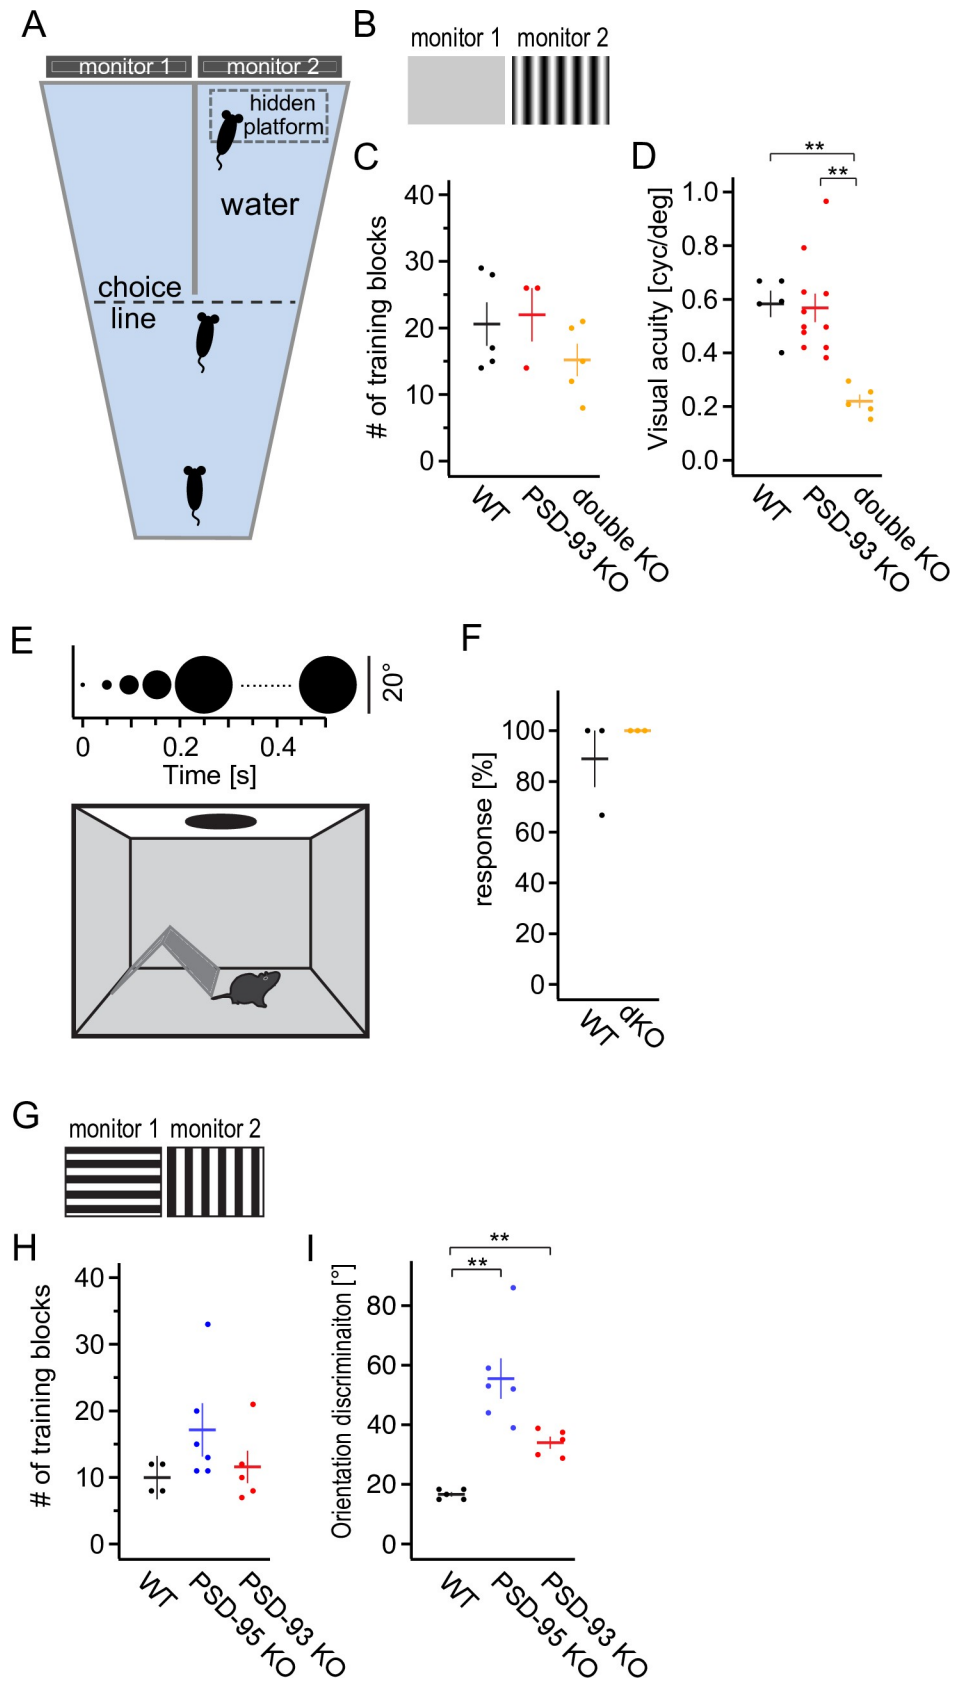 A
monitor 1
monitor 2
hidden
platform
water
choice
line
B
monitor 1 monitor 2
C
# of training blocks
40
30
20
10
0
WT
PSD-93 KO
double KO
D
**
**
Visual acuity [cyc/deg]
1.0
0.8
0.6
0.4
0.2
0.0
WT
PSD-93 KO
double KO
E
20°
0 0.2 0.4
Time [s]
F
response [%]
100
80
60
40
20
0
WT
dKO
G
monitor 1 monitor 2
H
# of training blocks
40
30
20
10
0
WT
PSD-95 KO
PSD-93 KO
I
**
**
Orientation discriminaiton [°]
80
60
40
20
0
WT
PSD-95 KO
PSD-93 KO